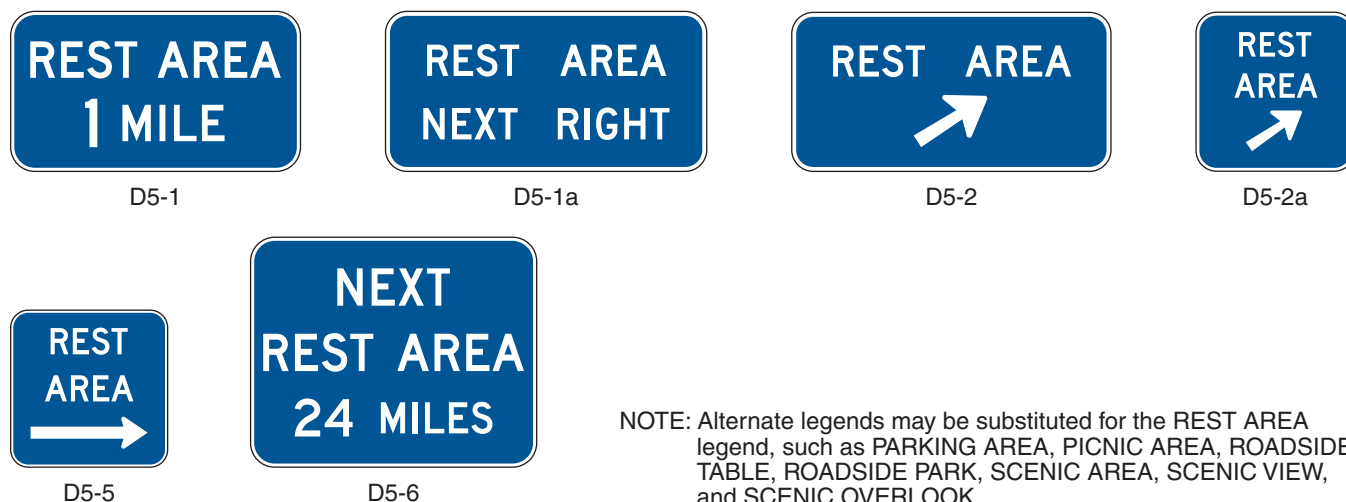 REST AREA
1 MILE
D5-1
REST AREA
NEXT RIGHT
D5-1a
REST AREA
D5-2
REST
AREA
D5-2a
REST
AREA
D5-5
NEXT
REST AREA
24 MILES
D5-6
NOTE: Alternate legends may be substituted for the REST AREA
legend, such as PARKING AREA, PICNIC AREA, ROADSIDE
TABLE, ROADSIDE PARK, SCENIC AREA, SCENIC VIEW,
and SCENIC OVERLOOK